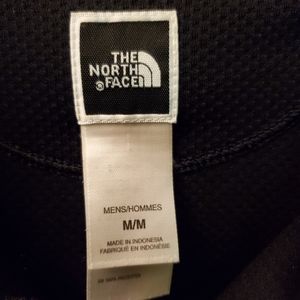 THE
NORTH
FACE
MENS/HOMMES
M/M
MADE IN INDONESIA
FABRIQUÉ EN INDONÉSIE